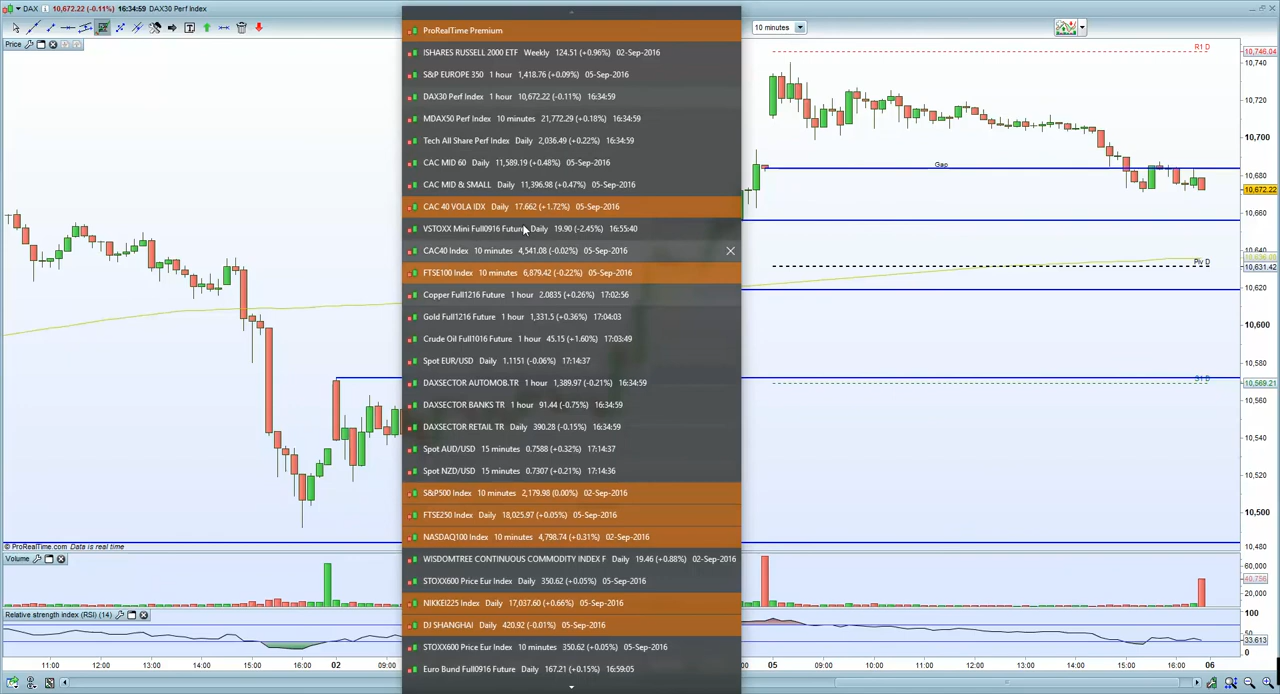 DAX 10,672.22 (-0.11%) 16:34:59 DAX30 Perf Index
10 minutes
Price
ProRealTime Premium
ISHARES RUSSELL 2000 ETF Weekly 124.51 (+0.96%) 02-Sep-2016
S&P EUROPE 350 1 hour 1,418.76 (+0.09%) 05-Sep-2016
DAX30 Perf Index 1 hour 10,672.22 (-0.11%) 16:34:59
MDAX50 Perf Index 10 minutes 21,772.29 (+0.18%) 16:34:59
Tech All Share Perf Index Daily 2,036.49 (+0.22%) 16:34:59
CAC MID 60 Daily 11,589.19 (+0.48%) 05-Sep-2016
CAC MID & SMALL Daily 11,396.98 (+0.47%) 05-Sep-2016
CAC 40 VOLA IDX Daily 17.662 (+1.72%) 05-Sep-2016
VSTOXX Mini Full0916 Future Daily 19.90 (-2.45%) 16:55:40
CAC40 Index 10 minutes 4,541.08 (-0.02%) 05-Sep-2016
FTSE100 Index 10 minutes 6,879.42 (-0.22%) 05-Sep-2016
Copper Full1216 Future 1 hour 2.0835 (+0.26%) 17:02:56
Gold Full1216 Future 1 hour 1,331.5 (+0.36%) 17:04:03
Crude Oil Full1016 Future 1 hour 45.15 (+1.60%) 17:03:49
Spot EUR/USD Daily 1.1151 (-0.06%) 17:14:37
DAXSECTOR AUTOMOB.TR 1 hour 1,389.97 (-0.21%) 16:34:59
DAXSECTOR BANKS TR 1 hour 91.44 (-0.75%) 16:34:59
DAXSECTOR RETAIL TR Daily 390.28 (-0.15%) 16:34:59
Spot AUD/USD 15 minutes 0.7588 (+0.32%) 17:14:37
Spot NZD/USD 15 minutes 0.7307 (+0.21%) 17:14:36
S&P500 Index 10 minutes 2,179.98 (0.00%) 02-Sep-2016
FTSE250 Index Daily 18,025.97 (+0.05%) 05-Sep-2016
NASDAQ100 Index 10 minutes 4,798.74 (+0.31%) 02-Sep-2016
WISDOMTREE CONTINUOUS COMMODITY INDEX F Daily 19.46 (+0.88%) 02-Sep-2016
STOXX600 Price Eur Index Daily 350.62 (+0.05%) 05-Sep-2016
NIKKEI225 Index Daily 17,037.60 (+0.66%) 05-Sep-2016
DJ SHANGHAI Daily 420.92 (-0.01%) 05-Sep-2016
STOXX600 Price Eur Index 10 minutes 350.62 (+0.05%) 05-Sep-2016
Euro Bund Full0916 Future Daily 167.21 (+0.15%) 16:59:05
R1 D
10,746.04
10,740
10,720
10,700
Gap
10,680
10,672.22
10,660
Piv D
10,631.42
10,620
10,600
10,580
S1 D
10,569.21
10,560
10,540
10,520
10,500
10,480
© ProRealTime.com Data is real time
Volume
60,000
40,756
20,000
Relative strength index (RSI) (14)
100
33.613
0
11:00 12:00 13:00 14:00 15:00 16:00 02 09:00 05 09:00 10:00 11:00 12:00 13:00 14:00 15:00 16:00 06